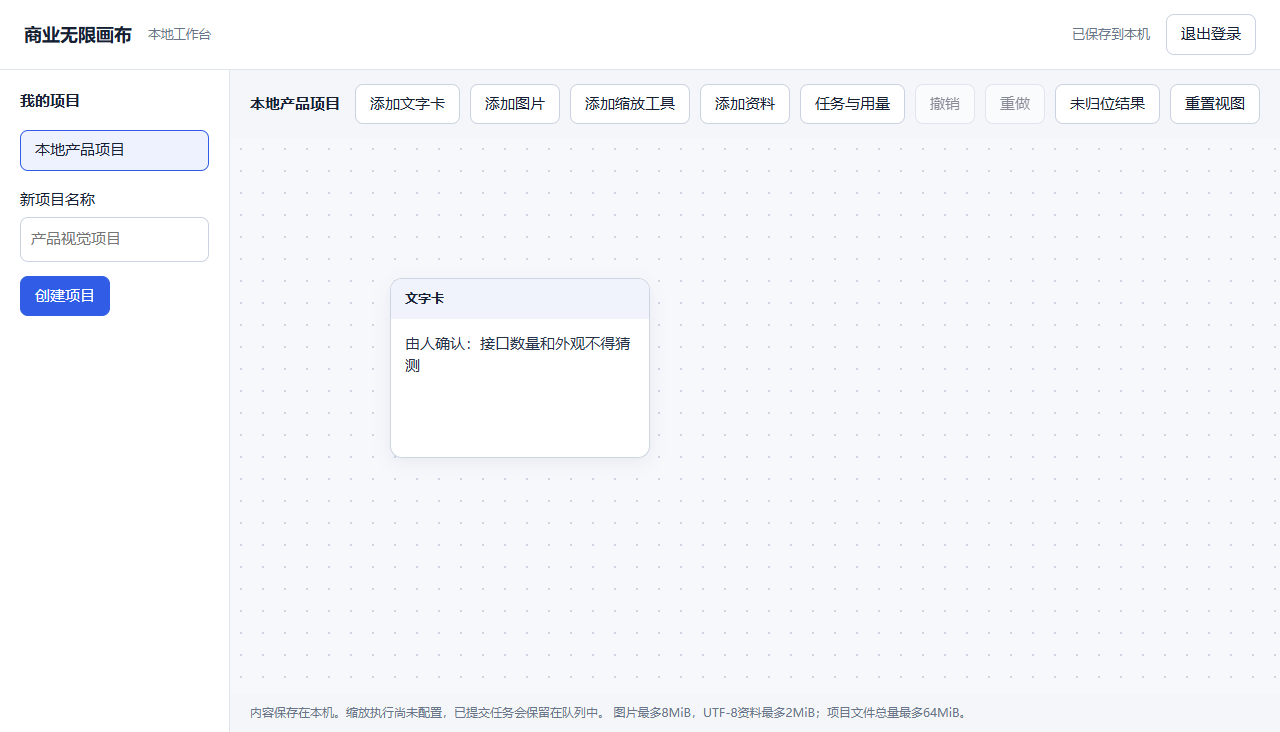 商业无限画布 本地工作台 已保存到本机 退出登录
我的项目
本地产品项目
新项目名称
产品视觉项目
创建项目
本地产品项目 添加文字卡 添加图片 添加缩放工具 添加资料 任务与用量 撤销 重做 未归位结果 重置视图
文字卡
由人确认：接口数量和外观不得猜
测
内容保存在本机。缩放执行尚未配置，已提交任务会保留在队列中。 图片最多8MiB，UTF-8资料最多2MiB；项目文件总量最多64MiB。